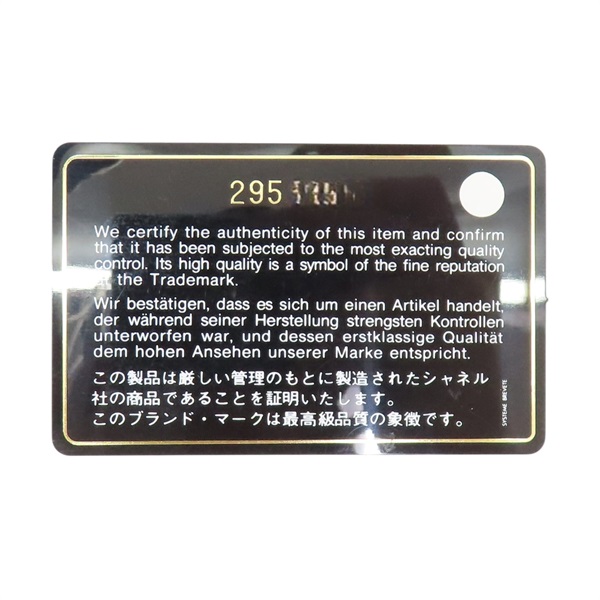 295
We certify the authenticity of this item and confirm
that it has been subjected to the most exacting quality
control. Its high quality is a symbol of the fine reputation
of the Trademark.
Wir bestätigen, dass es sich um einen Artikel handelt,
der während seiner Herstellung strengsten Kontrollen
unterworfen war, und dessen erstklassige Qualität
dem hohen Ansehen unserer Marke entspricht.
この製品は厳しい管理のもとに製造されたシャネル
社の商品であることを証明いたします。
このブランド・マークは最高級品質の象徴です。
SYSTEME BREVETE